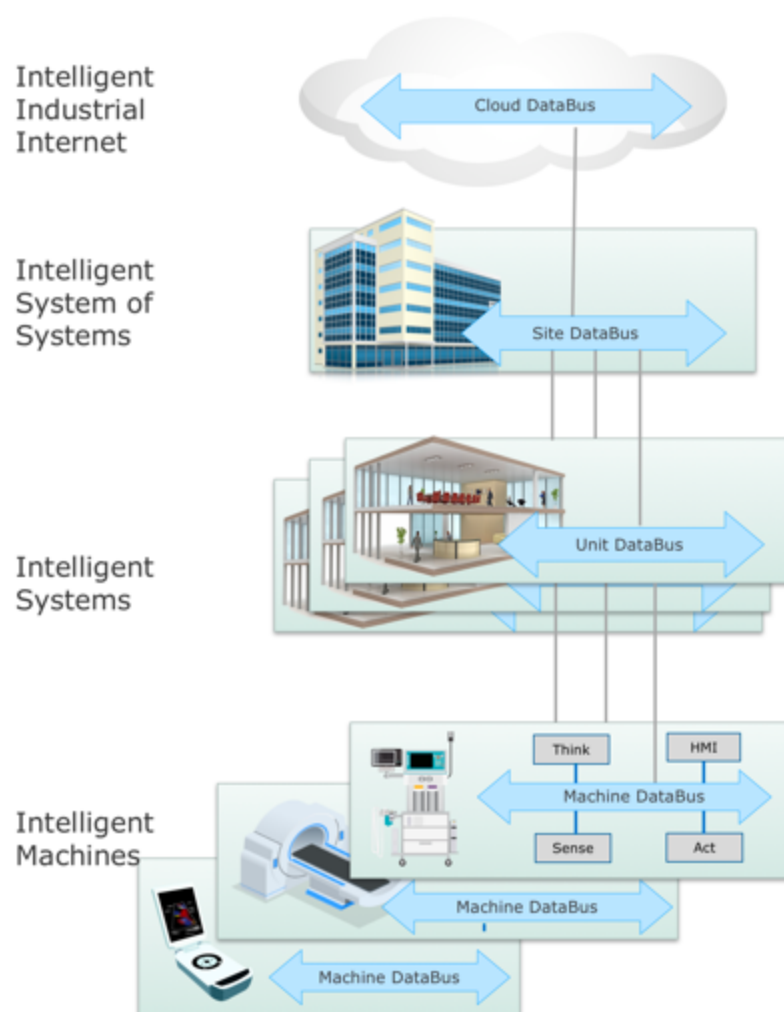 Intelligent
Industrial
Internet
Cloud DataBus
Intelligent
System of
Systems
Site DataBus
Intelligent
Systems
Unit DataBus
Intelligent
Machines
Think
HMI
Machine DataBus
Sense
Act
Machine DataBus
Machine DataBus